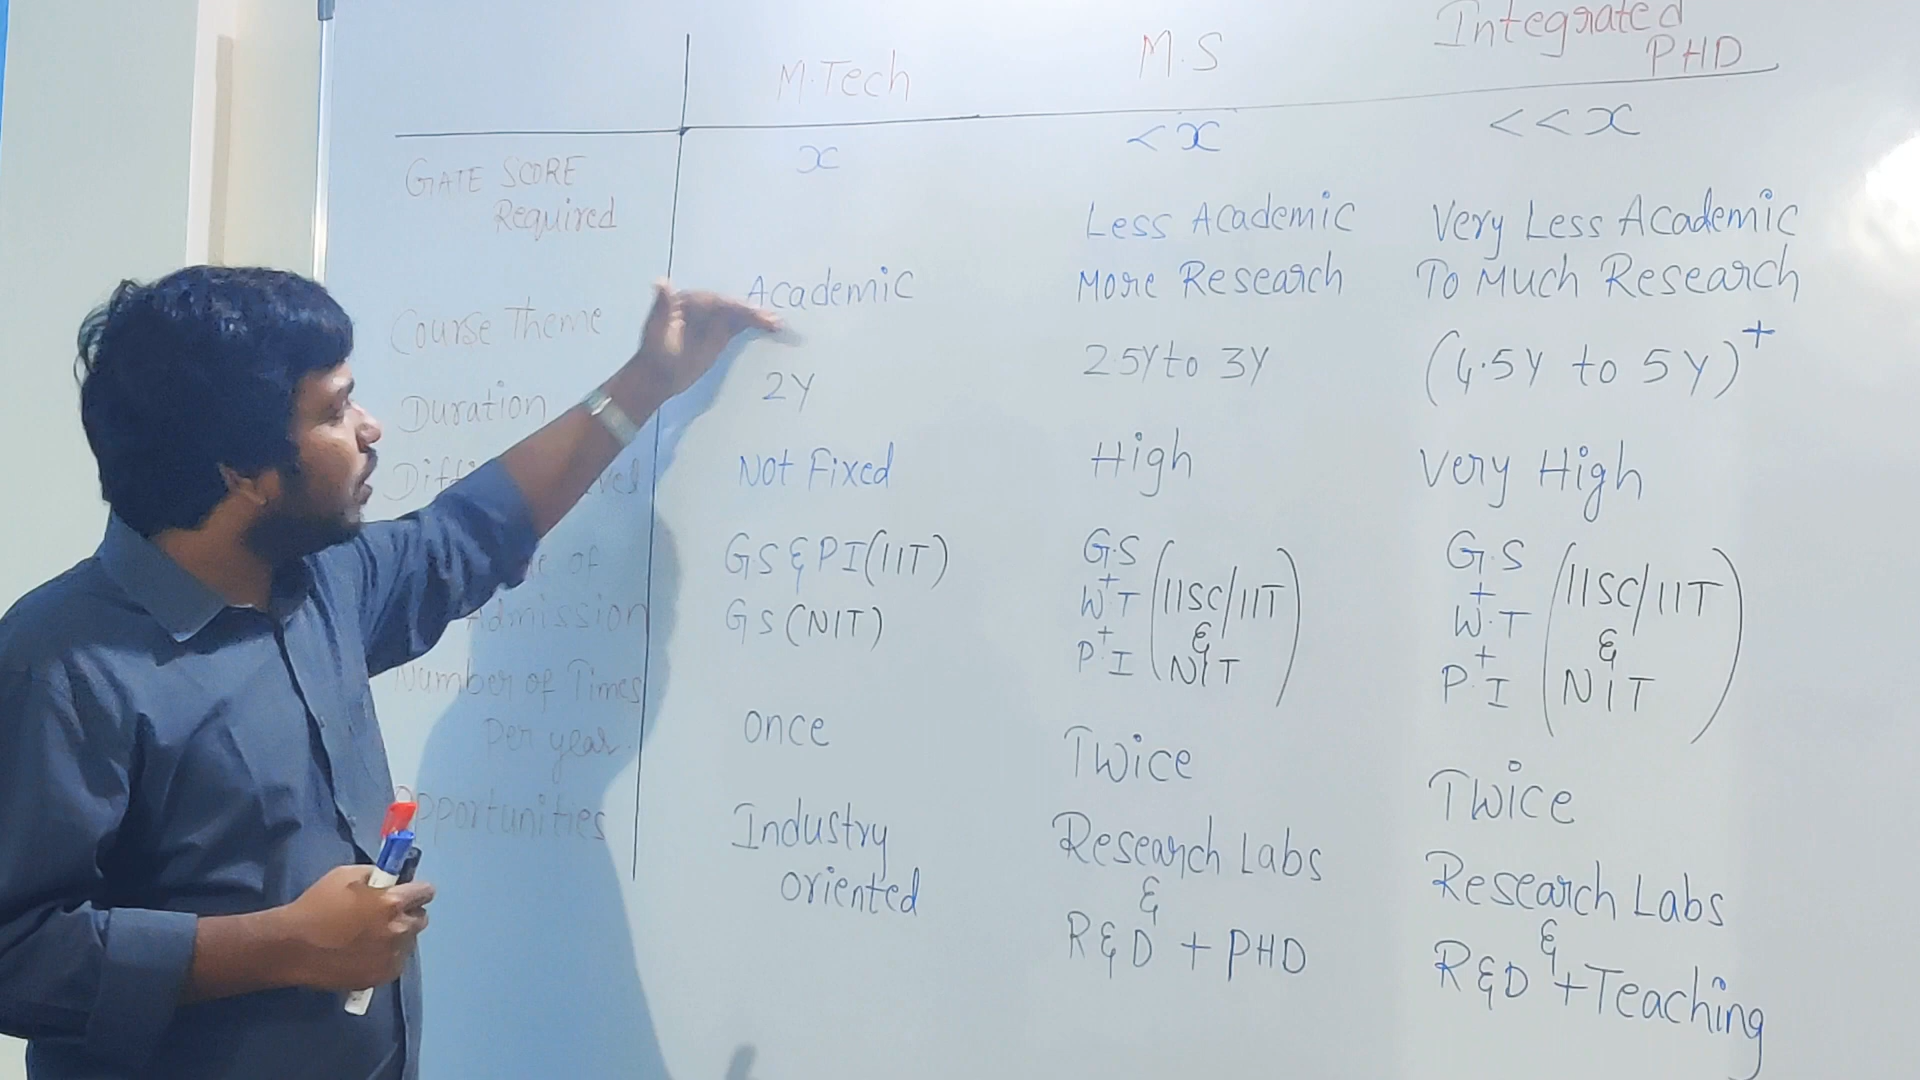 M.Tech M.S Integrated PHD
GATE SCORE Required x <x <<x
Course Theme Academic Less Academic More Research Very Less Academic To Much Research
Duration 2Y 2.5Y to 3Y (4.5Y to 5Y)+
Not Fixed High Very High
of Admission GS & PI(IIT) GS(NIT) G.S + W.T + P.I (IISC/IIT & NIT) G.S + W.T + P.I (IISC/IIT & NIT)
Number of Times Per year. once Twice Twice
Opportunities Industry oriented Research Labs & R&D + PHD Research Labs & R&D + Teaching